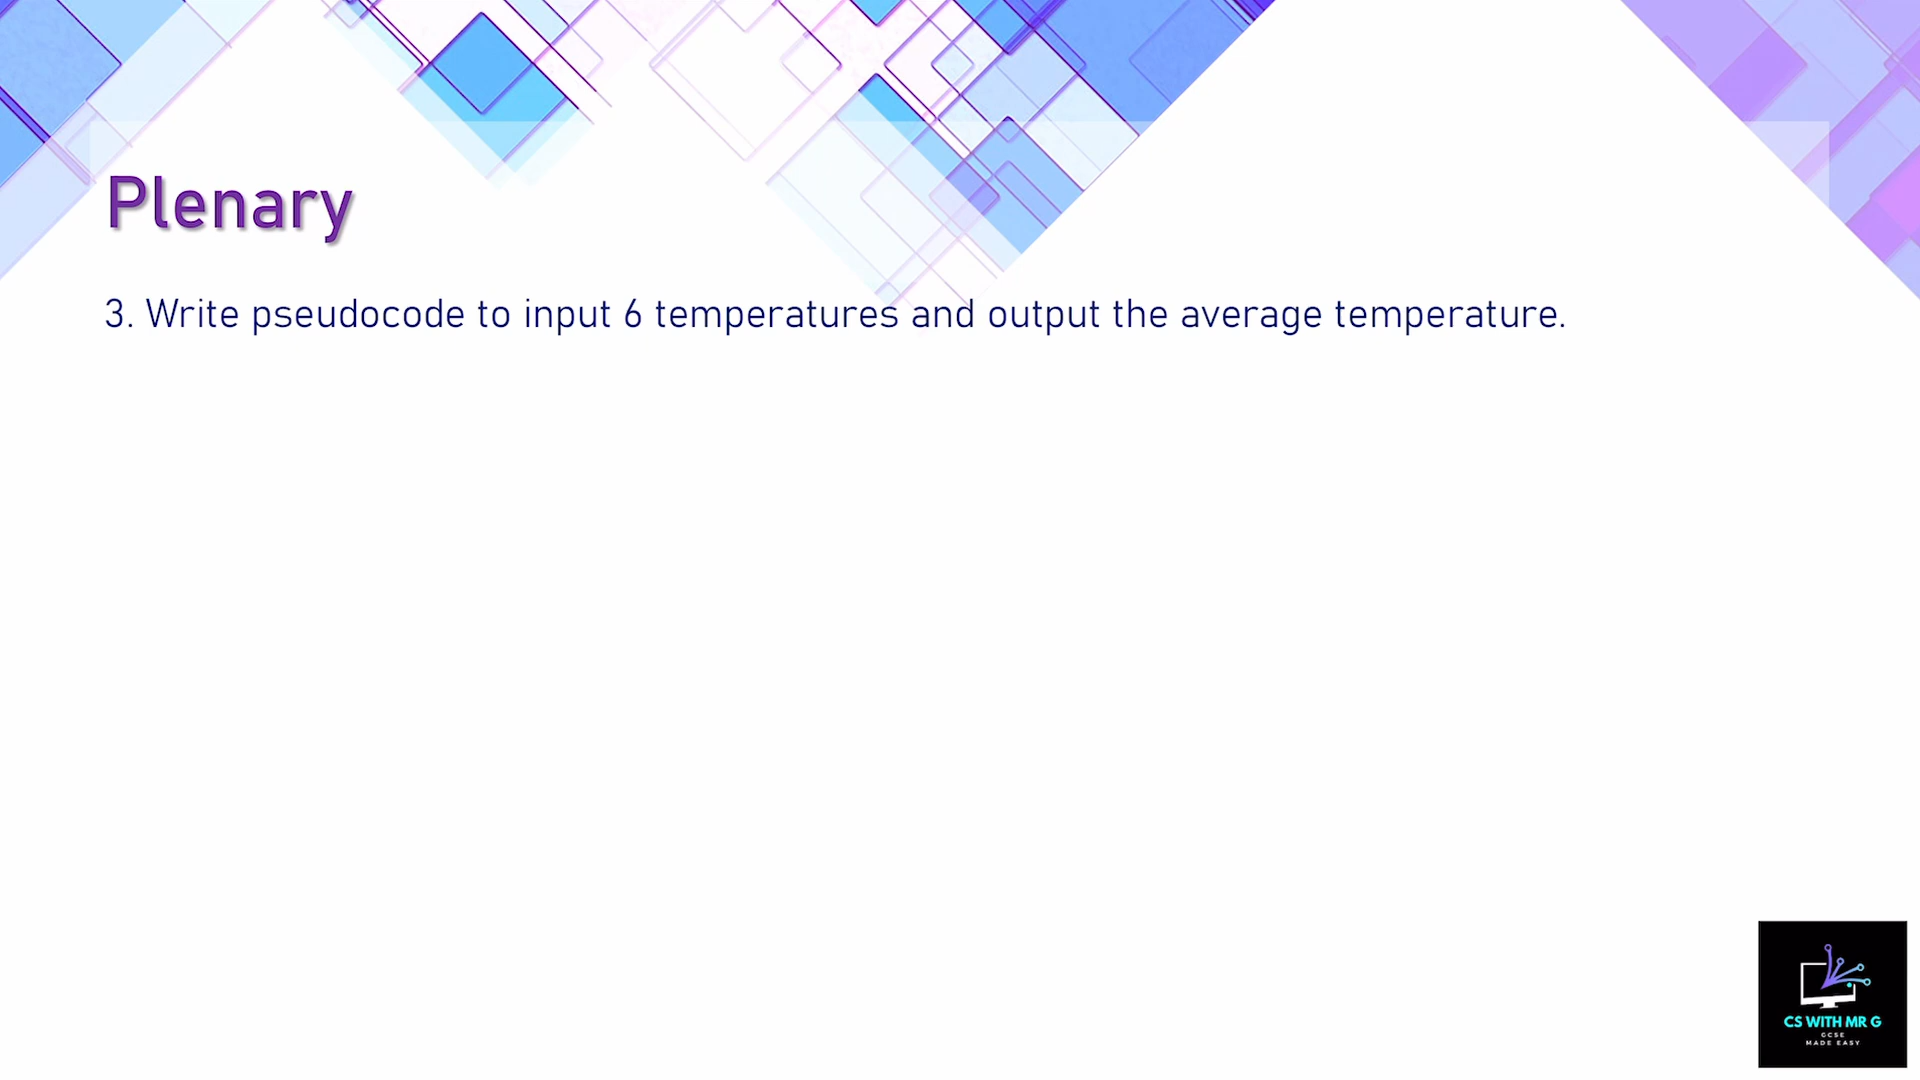 Plenary
3. Write pseudocode to input 6 temperatures and output the average temperature.
CS WITH MR G
GCSE
MADE EASY